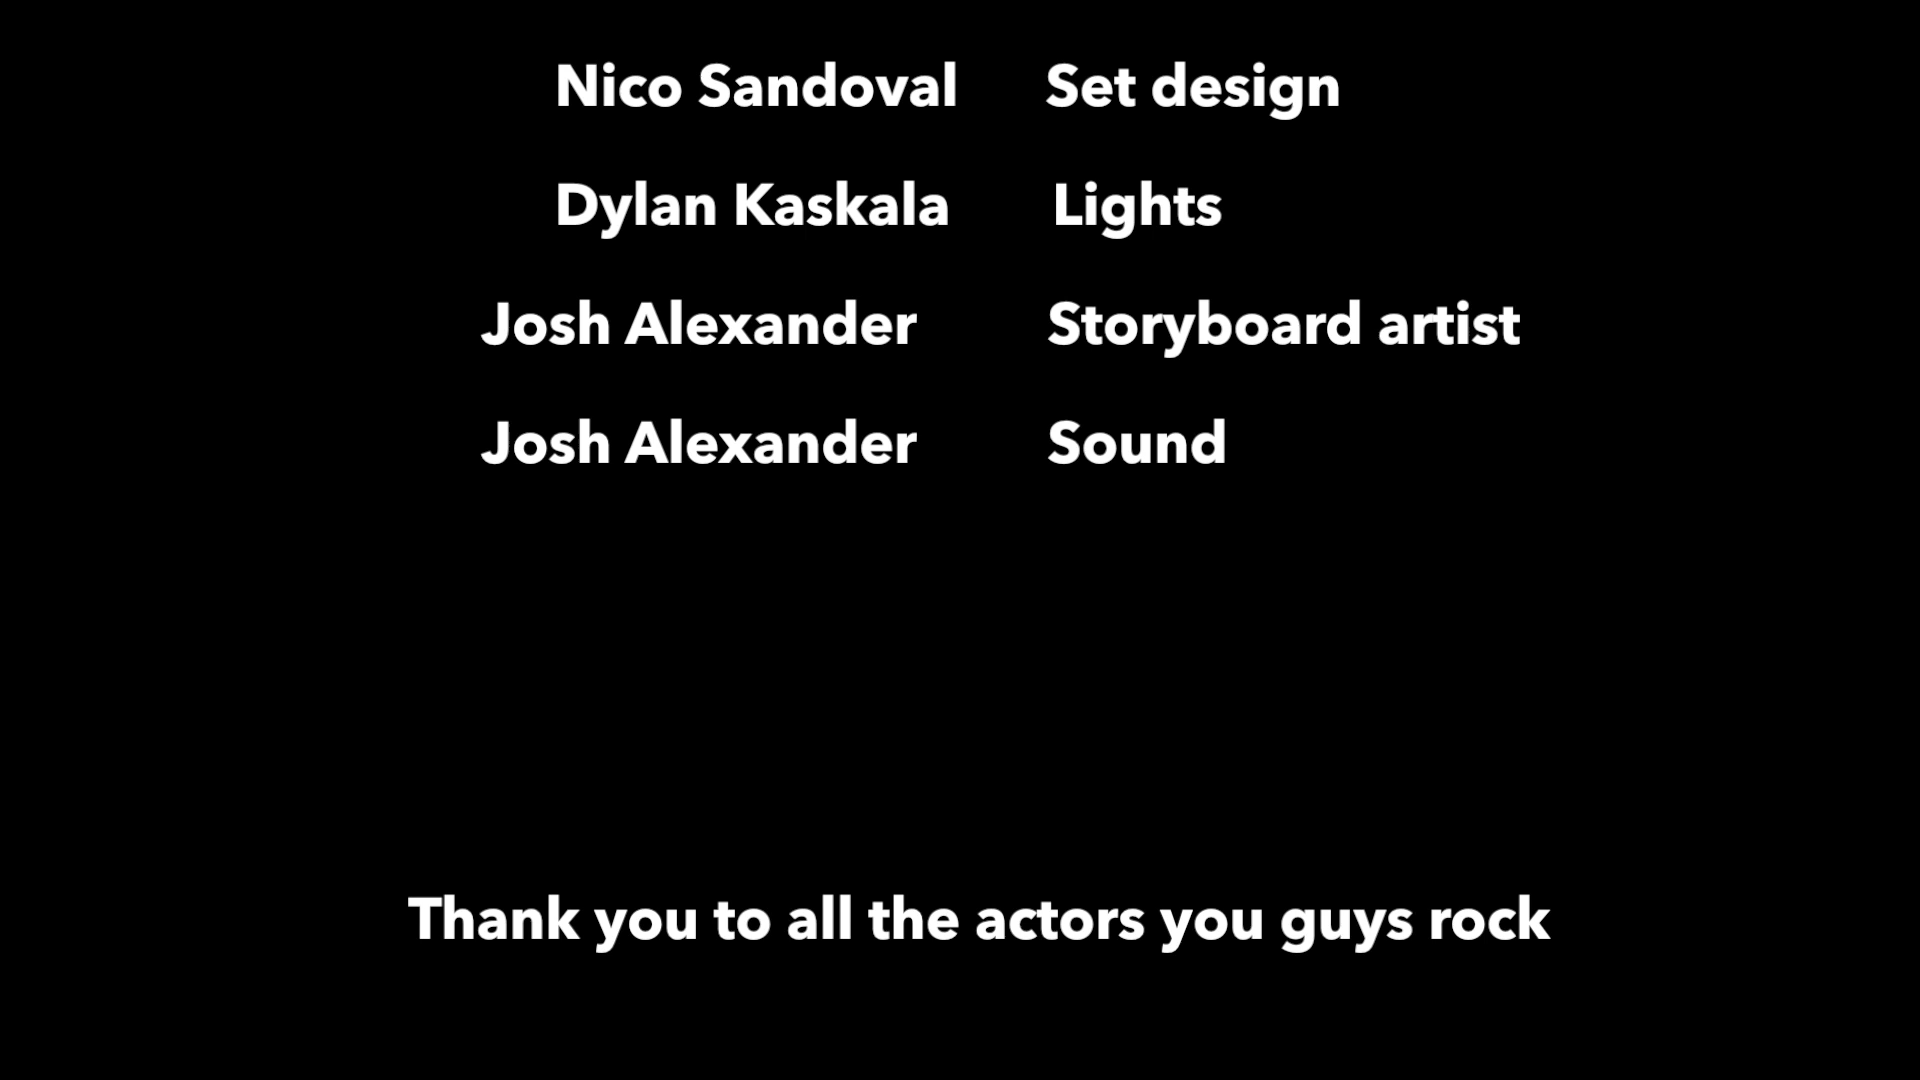 Nico Sandoval Set design
Dylan Kaskala Lights
Josh Alexander Storyboard artist
Josh Alexander Sound
Thank you to all the actors you guys rock